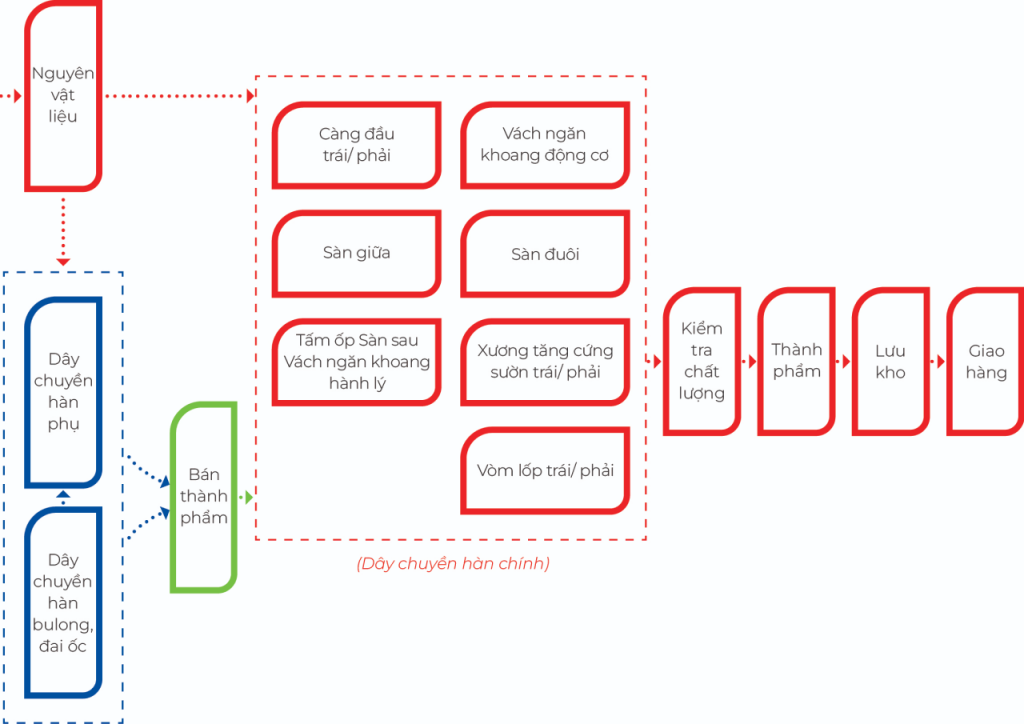 Nguyên
vật
liệu
Càng đầu
trái/ phải
Vách ngăn
khoang động cơ
Sàn giữa
Sàn đuôi
Tấm ốp Sàn sau
Vách ngăn khoang
hành lý
Xương tăng cứng
sườn trái/ phải
Vòm lốp trái/ phải
(Dây chuyền hàn chính)
Dây
chuyền
hàn
phụ
Dây
chuyền
hàn
bulong,
đai ốc
Bán
thành
phẩm
Kiểm
tra
chất
lượng
Thành
phẩm
Lưu
kho
Giao
hàng